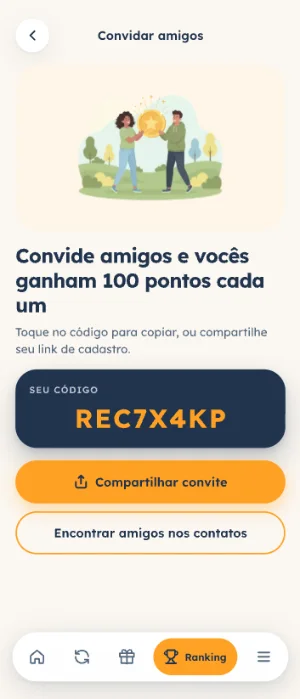 Convidar amigos
Convide amigos e vocês
ganham 100 pontos cada
um
Toque no código para copiar, ou compartilhe
seu link de cadastro.
SEU CÓDIGO
REC7X4KP
Compartilhar convite
Encontrar amigos nos contatos
Ranking